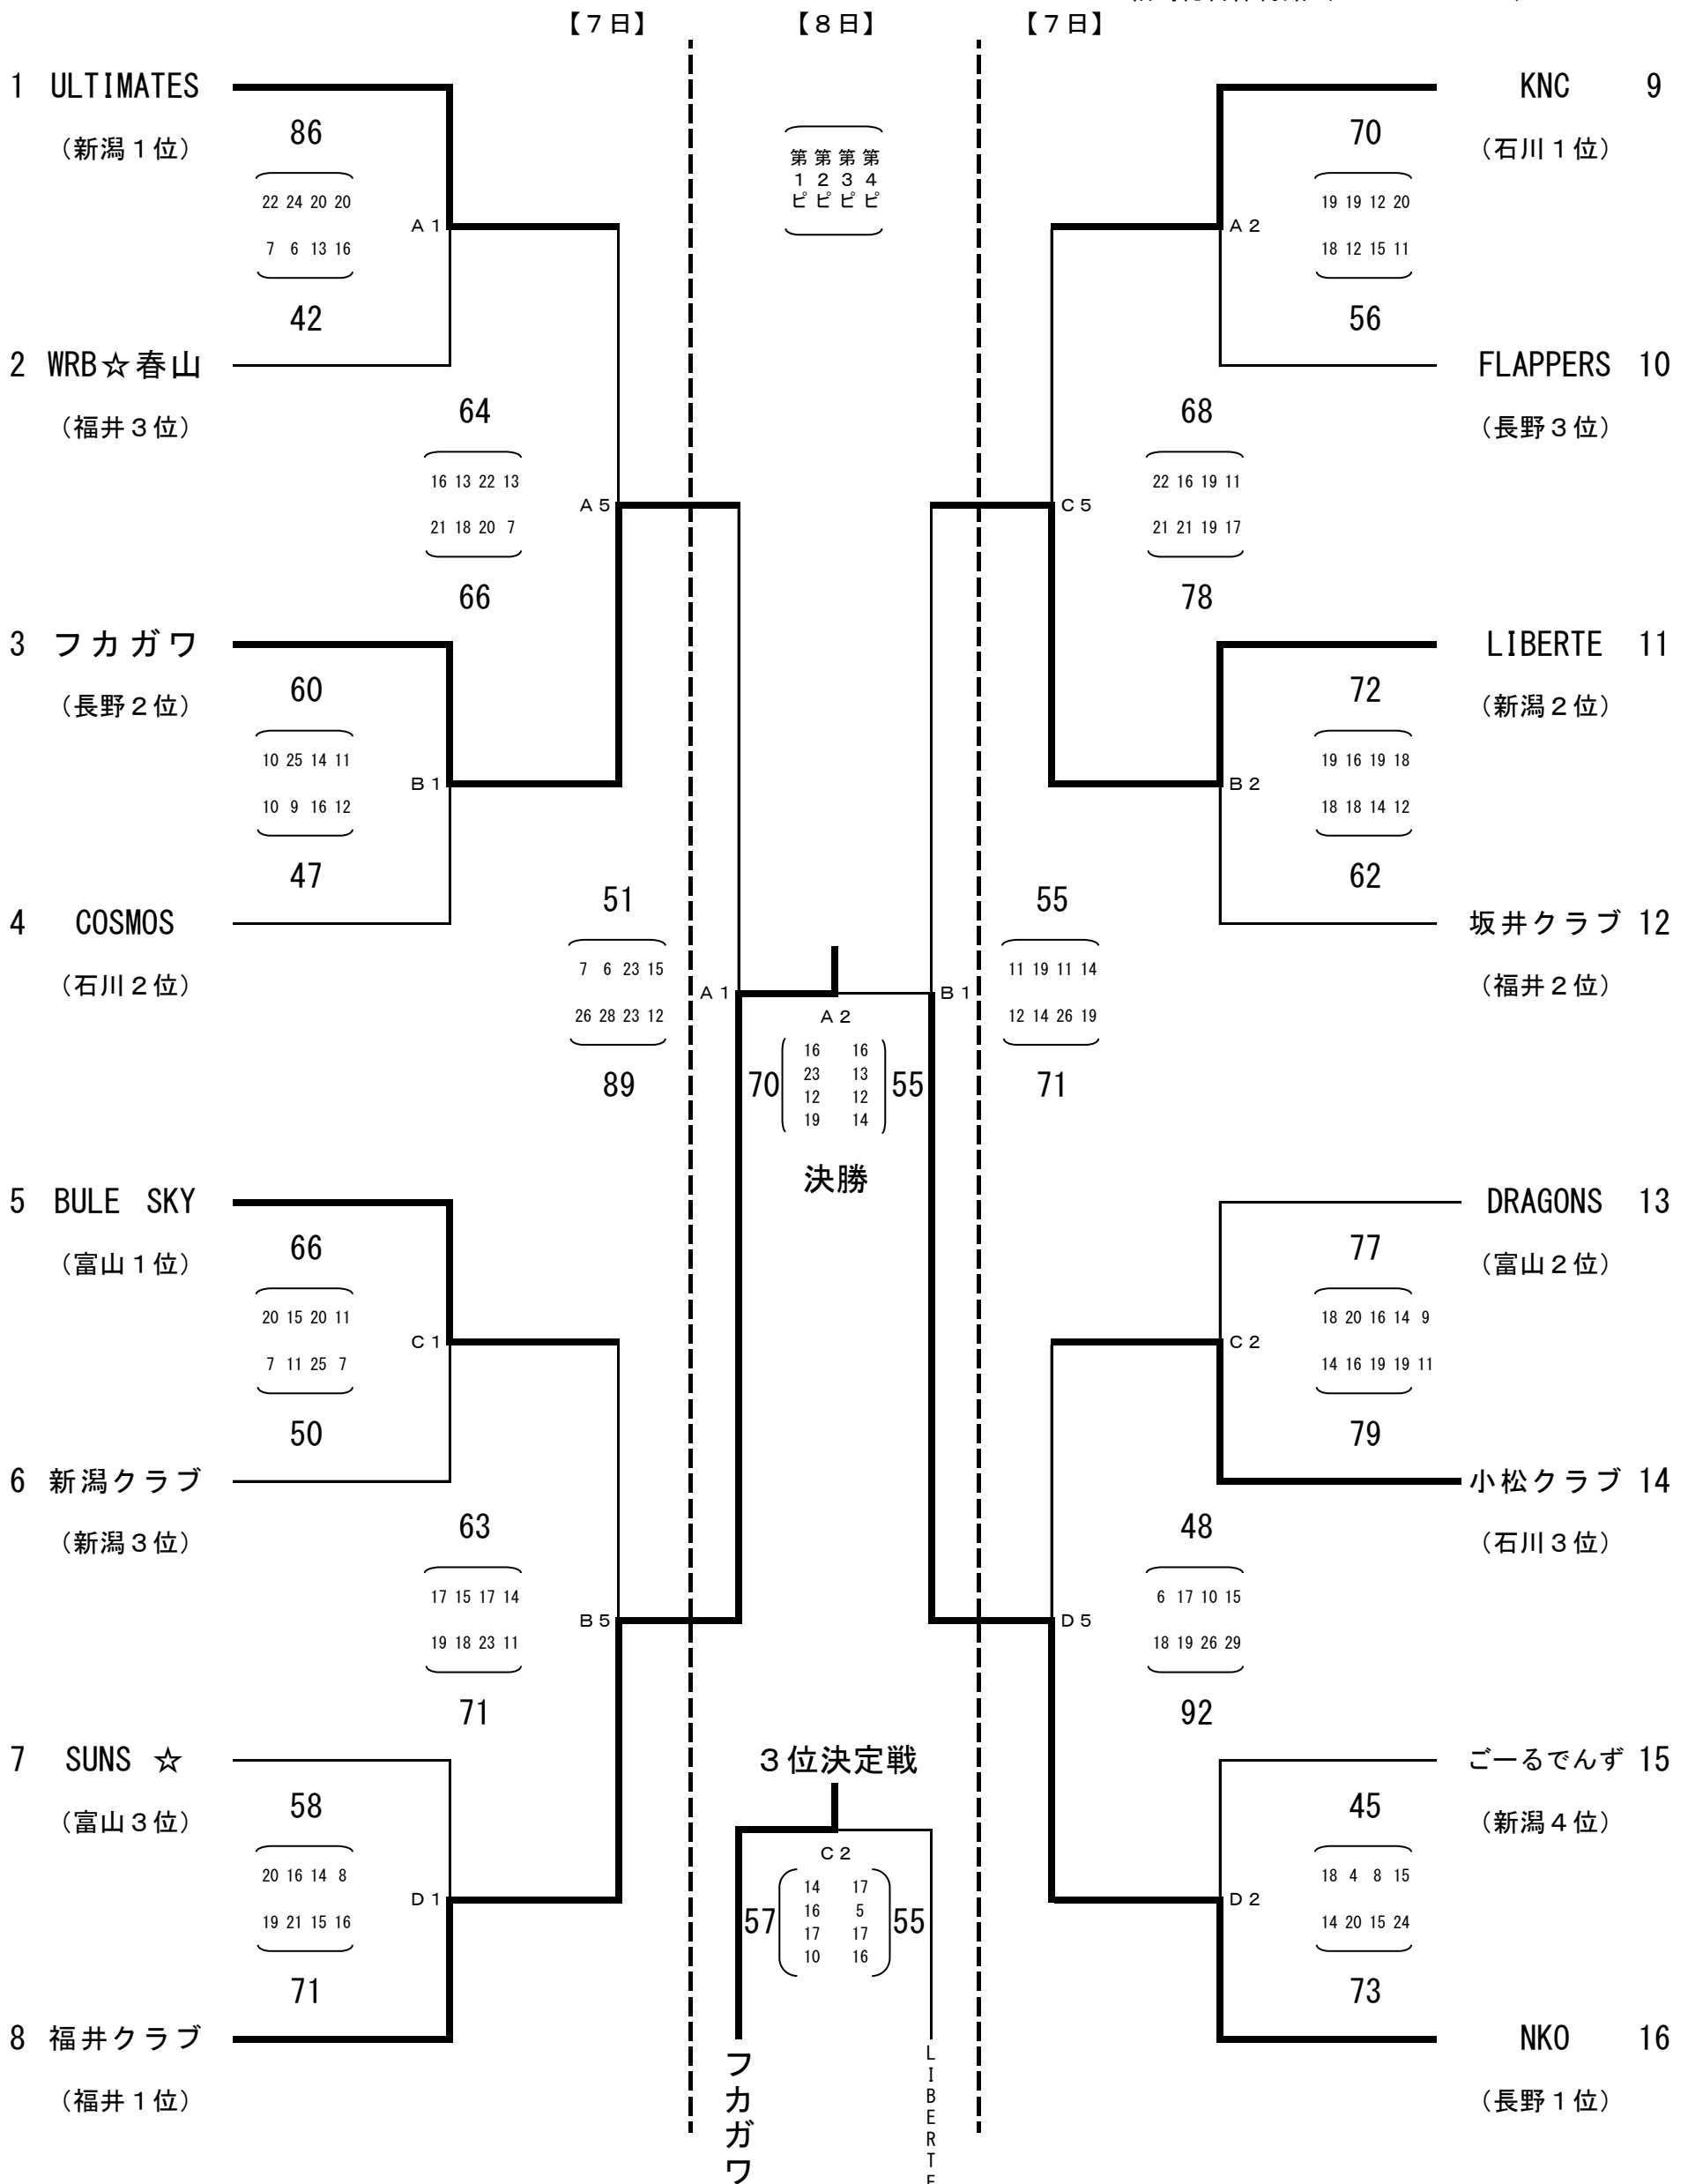 【７日】 【８日】 【７日】
1 ULTIMATES
（新潟１位）
86
22 24 20 20
7 6 13 16
42
A１
2 WRB☆春山
（福井３位）
64
16 13 22 13
21 18 20 7
66
A５
3 フカガワ
（長野２位）
60
10 25 14 11
10 9 16 12
47
B１
4 COSMOS
（石川２位）
51
7 6 23 15
26 28 23 12
89
A１
5 BULE SKY
（富山１位）
66
20 15 20 11
7 11 25 7
50
C１
6 新潟クラブ
（新潟３位）
63
17 15 17 14
19 18 23 11
71
B５
7 SUNS ☆
（富山３位）
58
20 16 14 8
19 21 15 16
71
D１
8 福井クラブ
（福井１位）
第１ピ 第２ピ 第３ピ 第４ピ
A２
70 55
16 16
23 13
12 12
19 14
決勝
３位決定戦
C２
57 55
14 17
16 5
17 17
10 16
フカガワ
LIBERTE
KNC 9
（石川１位）
70
19 19 12 20
18 12 15 11
56
A２
FLAPPERS 10
（長野３位）
68
22 16 19 11
21 21 19 17
78
C５
LIBERTE 11
（新潟２位）
72
19 16 19 18
18 18 14 12
62
B２
坂井クラブ 12
（福井２位）
55
11 19 11 14
12 14 26 19
71
B１
DRAGONS 13
（富山２位）
77
18 20 16 14 9
14 16 19 19 11
79
C２
小松クラブ 14
（石川３位）
48
6 17 10 15
18 19 26 29
92
D５
ごーるでんず 15
（新潟４位）
45
18 4 8 15
14 20 15 24
73
D２
NKO 16
（長野１位）